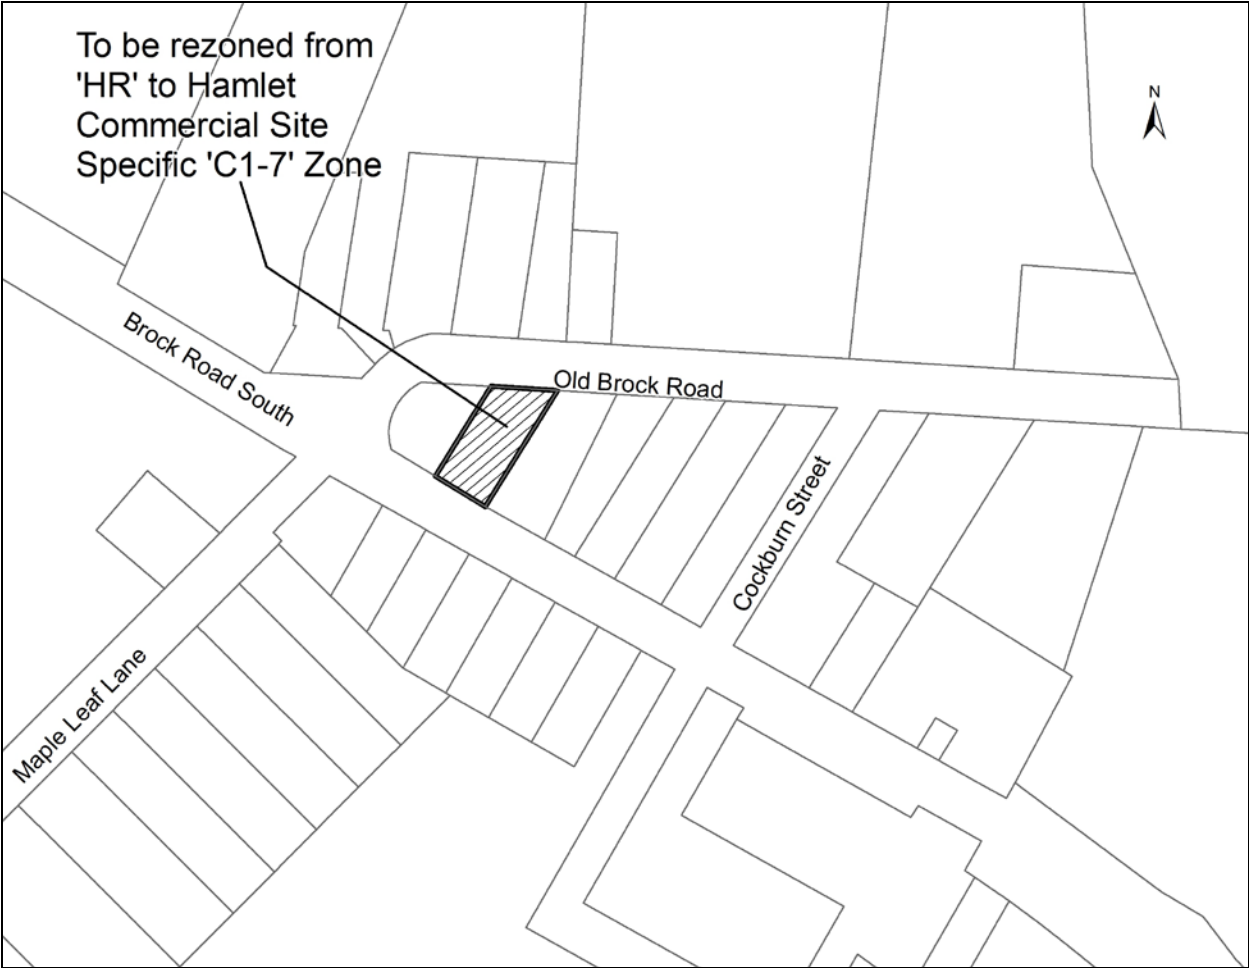 To be rezoned from
'HR' to Hamlet
Commercial Site
Specific 'C1-7' Zone
N
Brock Road South
Old Brock Road
Cockburn Street
Maple Leaf Lane